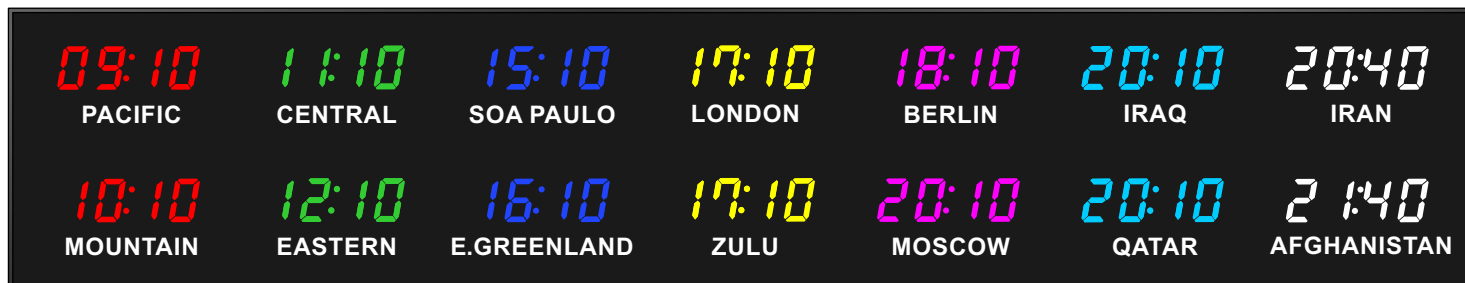 09:10 11:10 15:10 17:10 18:10 20:10 20:40
PACIFIC CENTRAL SOA PAULO LONDON BERLIN IRAQ IRAN
10:10 12:10 16:10 17:10 20:10 20:10 21:40
MOUNTAIN EASTERN E.GREENLAND ZULU MOSCOW QATAR AFGHANISTAN